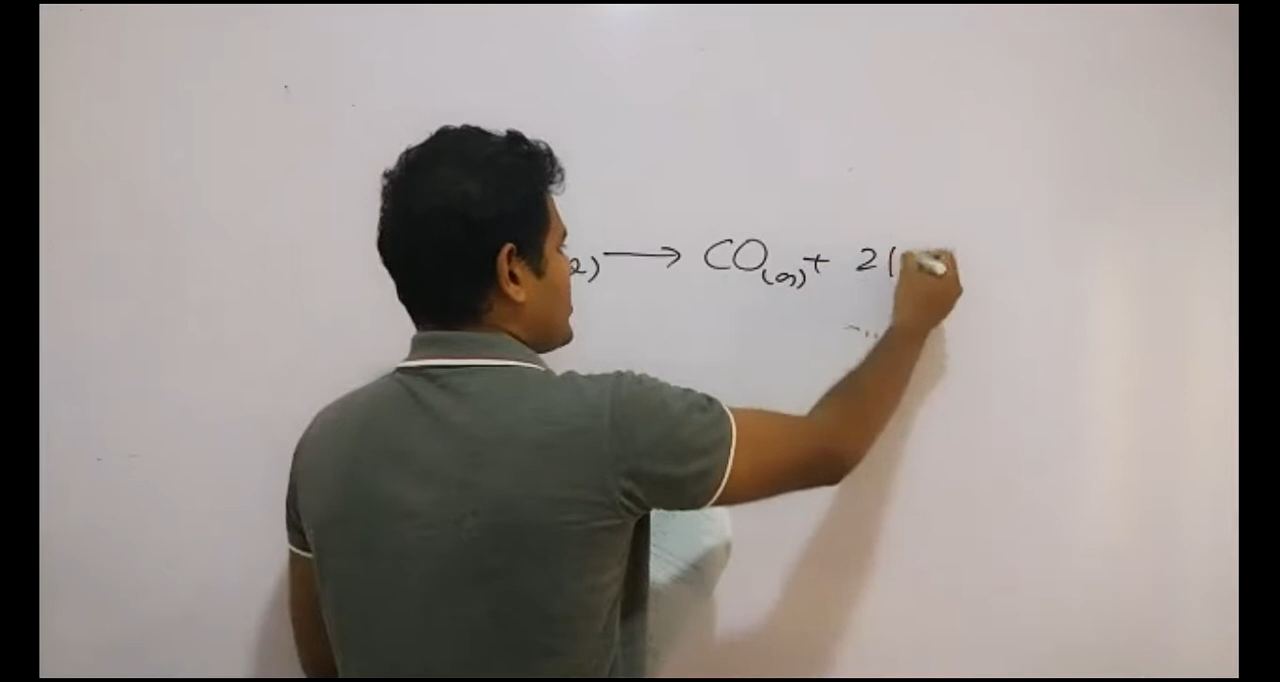 2) ⟶ CO(g) + 2